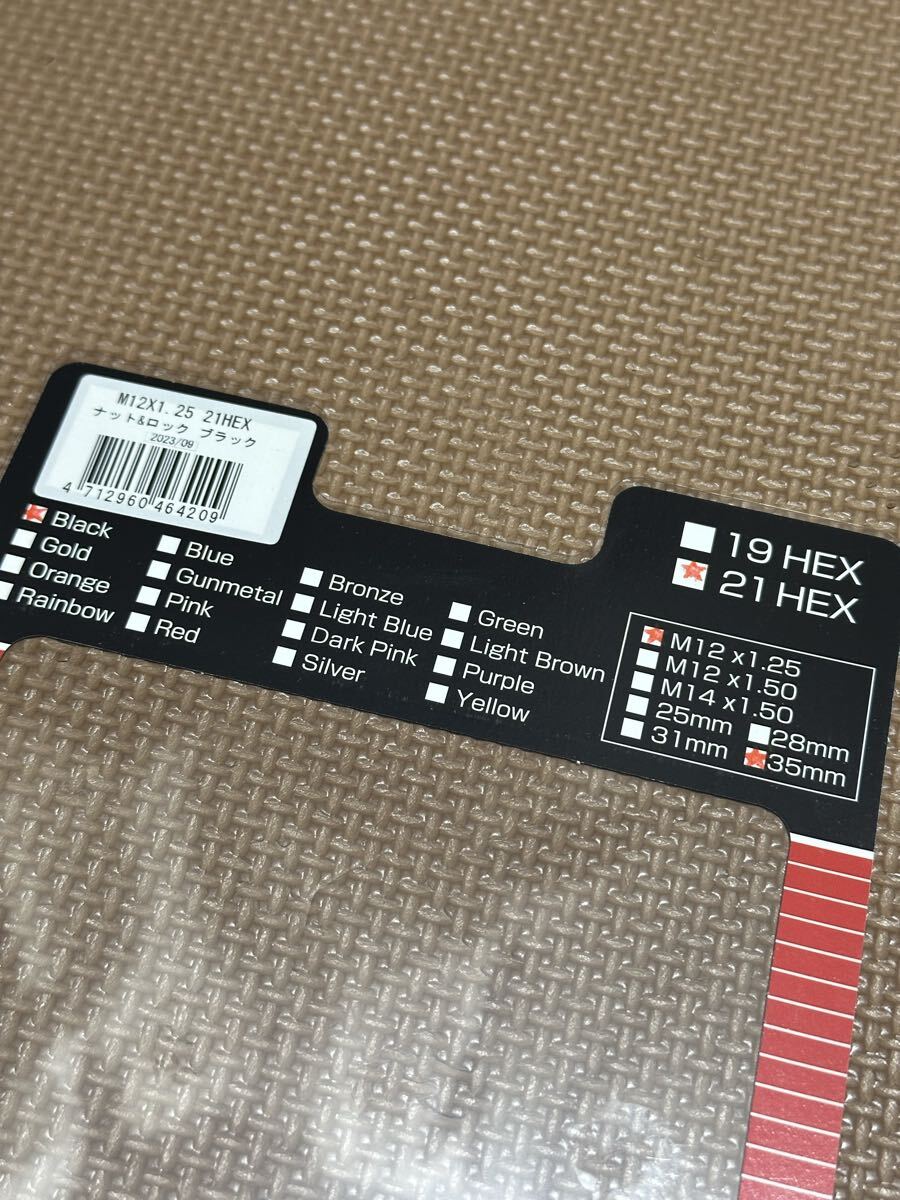 M12X1.25 21HEX
ナット&ロック ブラック
2023/09
4 712960 464209
Black
Gold
Orange
Rainbow
Blue
Gunmetal
Pink
Red
Bronze
Light Blue
Dark Pink
Silver
Green
Light Brown
Purple
Yellow
19 HEX
21 HEX
M12 x1.25
M12 x1.50
M14 x1.50
25mm 28mm
31mm 35mm